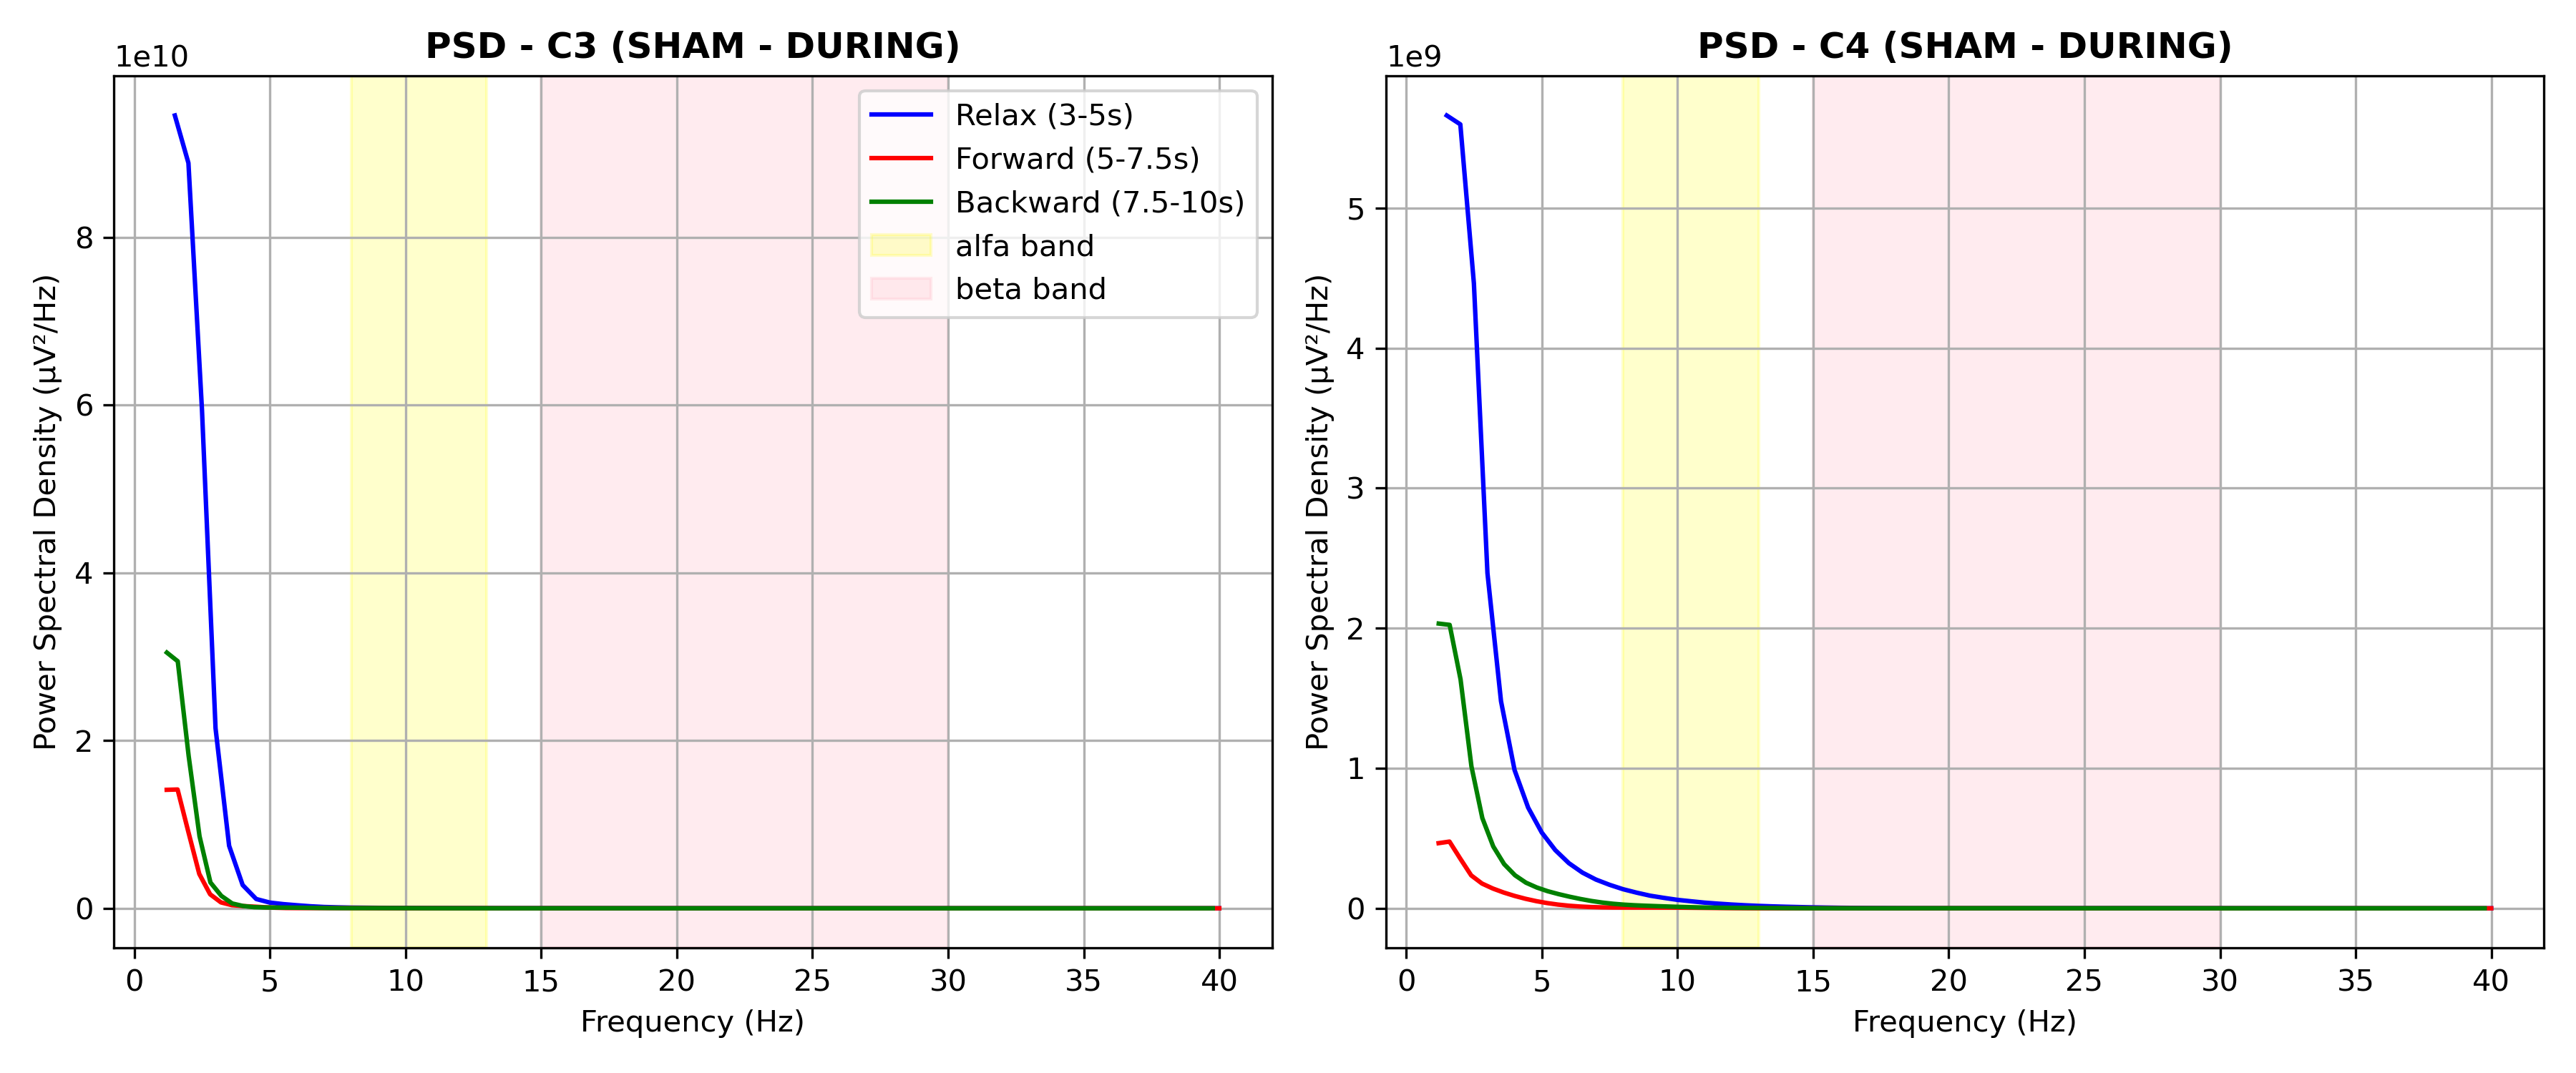 PSD - C3 (SHAM - DURING)
1e10
Power Spectral Density (µV²/Hz)
8
6
4
2
0
0 5 10 15 20 25 30 35 40
Frequency (Hz)
Relax (3-5s)
Forward (5-7.5s)
Backward (7.5-10s)
alfa band
beta band
PSD - C4 (SHAM - DURING)
1e9
Power Spectral Density (µV²/Hz)
5
4
3
2
1
0
0 5 10 15 20 25 30 35 40
Frequency (Hz)